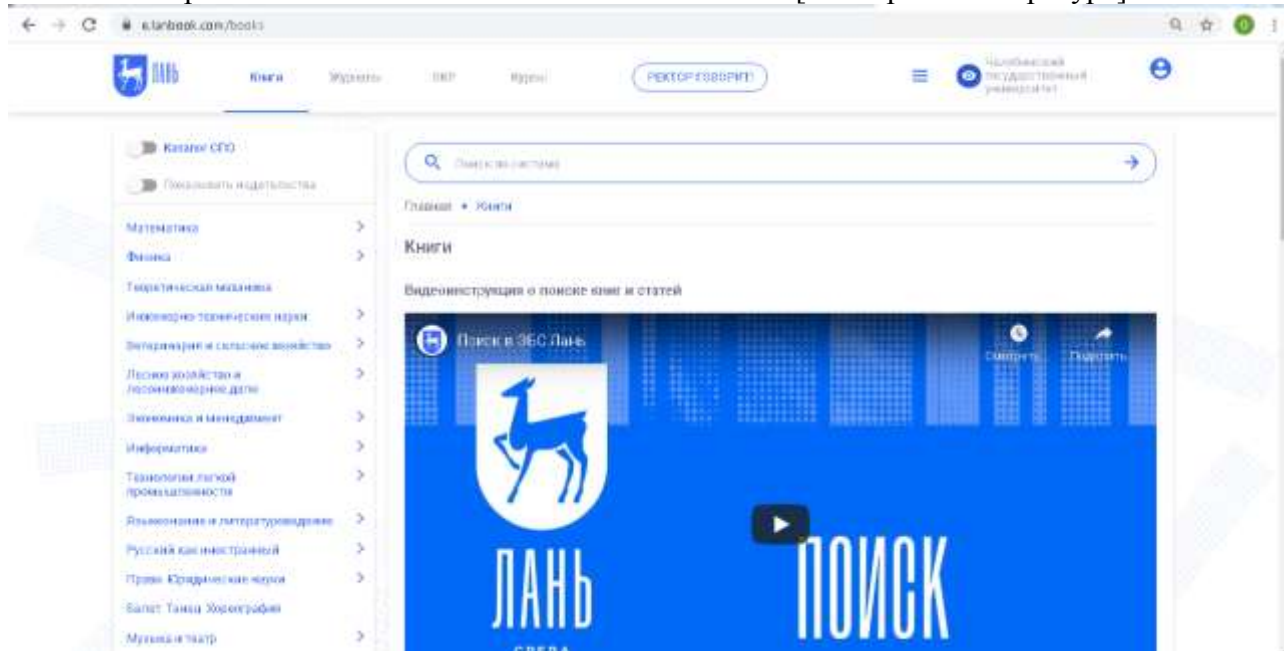 e.lanbook.com/books
ЛАНЬ Книги Журналы ВКР Курсы РЕКТОР ГОВОРИТ! Челябинский
государственный
университет
Каталог СПО
Показывать издательства
Поиск по системе
Главная • Книги
Математика
Физика
Теоретическая механика
Инженерно-технические науки
Ветеринария и сельское хозяйство
Лесное хозяйство и
лесоинженерное дело
Экономика и менеджмент
Информатика
Технологии легкой
промышленности
Языкознание и литературоведение
Русский как иностранный
Право. Юридические науки
Балет. Танец. Хореография
Музыка и театр
Книги
Видеоинструкция о поиске книг и статей
Поиск в ЭБС Лань
Смотреть... Поделить...
ЛАНЬ
ПОИСК